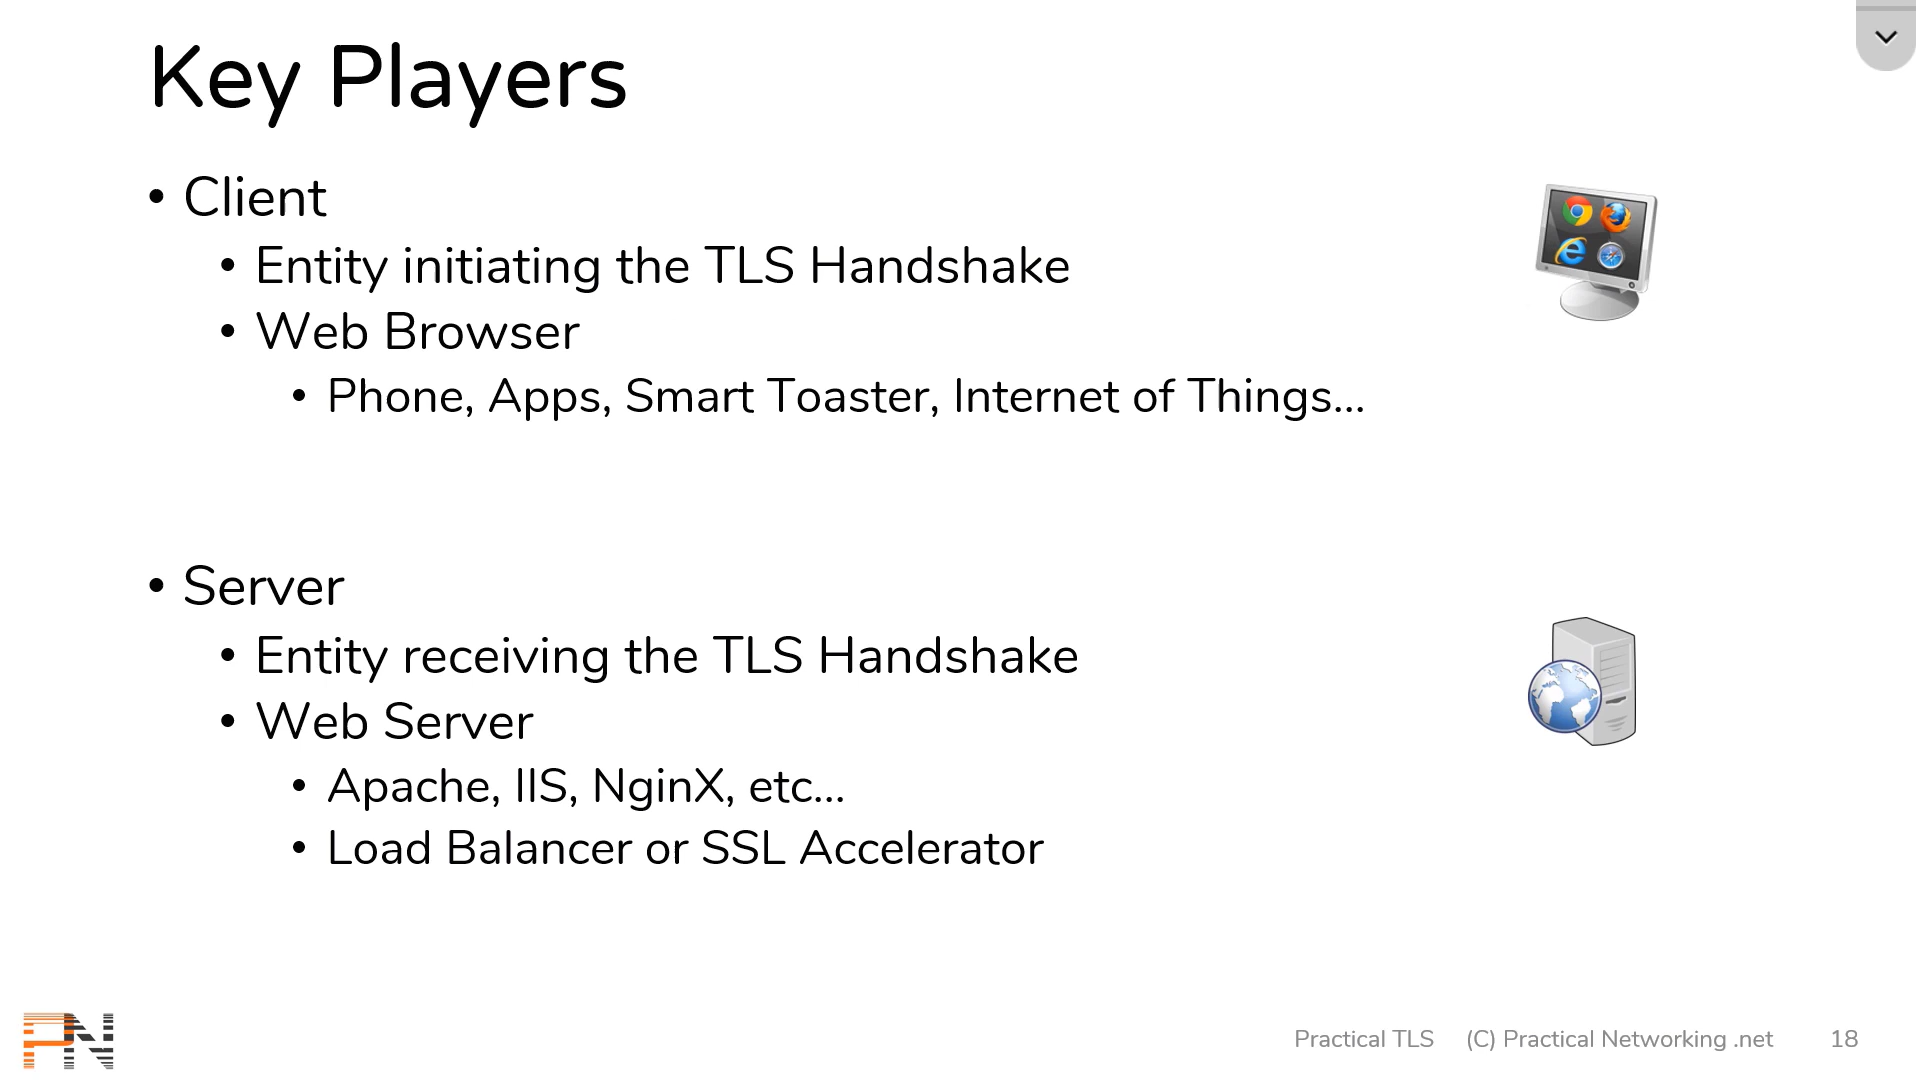 Key Players
• Client
• Entity initiating the TLS Handshake
• Web Browser
• Phone, Apps, Smart Toaster, Internet of Things...
• Server
• Entity receiving the TLS Handshake
• Web Server
• Apache, IIS, NginX, etc...
• Load Balancer or SSL Accelerator
PN
Practical TLS (C) Practical Networking .net 18